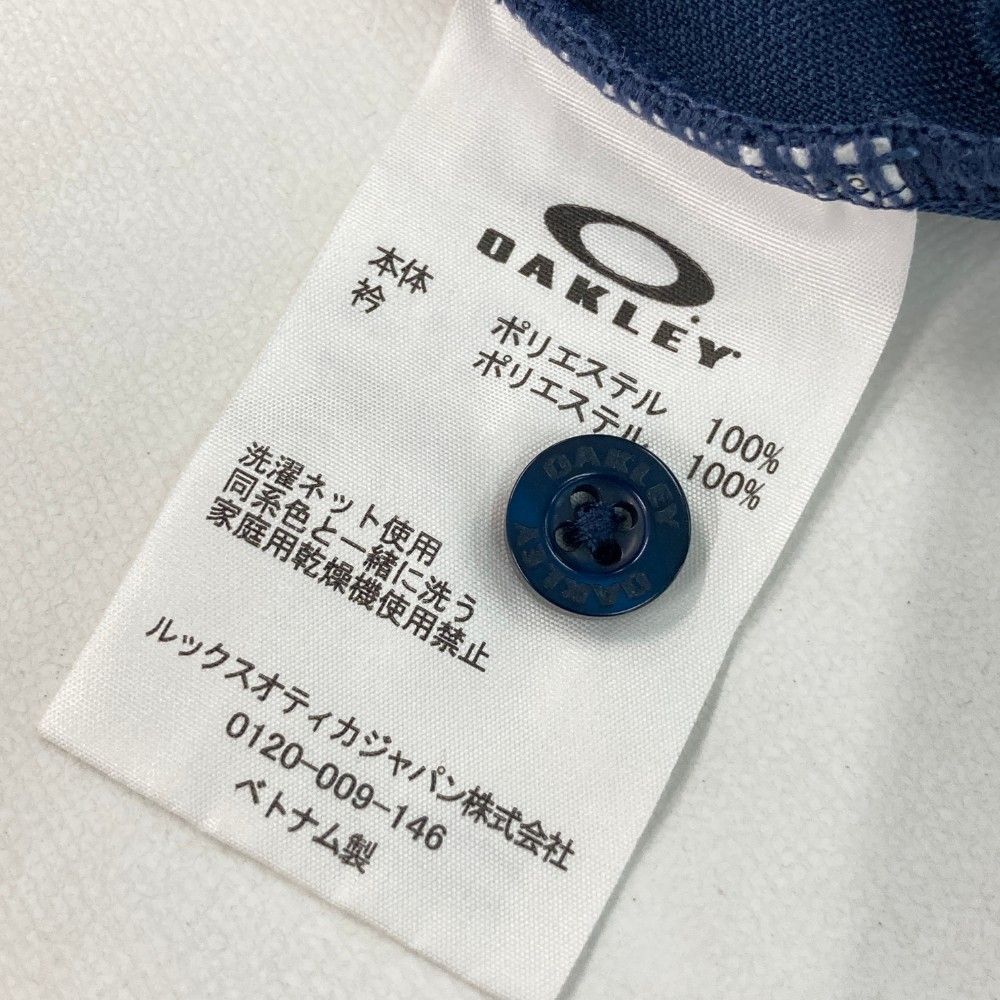 OAKLEY
本体 ポリエステル 100%
衿 ポリエステル 100%
OAKLEY
OAKLEY
洗濯ネット使用
同系色と一緒に洗う
家庭用乾燥機使用禁止
ルックスオティカジャパン株式会社
0120-009-146
ベトナム製